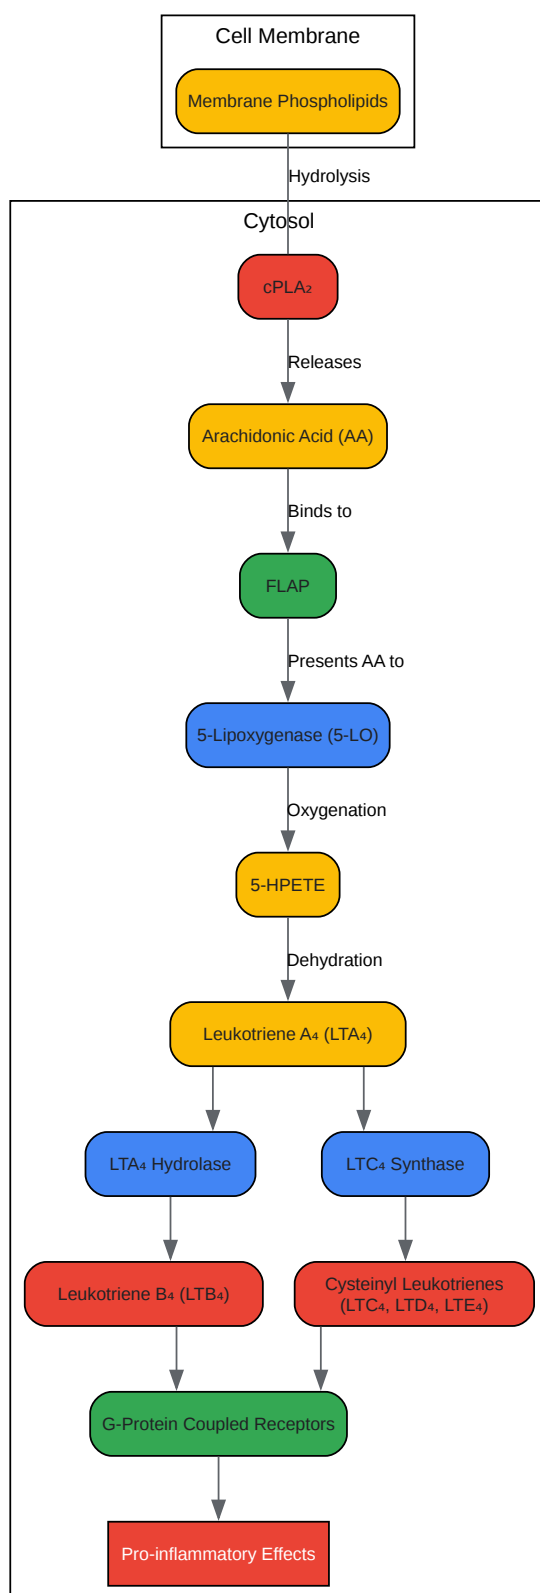 Cell Membrane
Membrane Phospholipids
Hydrolysis
Cytosol
cPLA₂
Releases
Arachidonic Acid (AA)
Binds to
FLAP
Presents AA to
5-Lipoxygenase (5-LO)
Oxygenation
5-HPETE
Dehydration
Leukotriene A₄ (LTA₄)
LTA₄ Hydrolase
LTC₄ Synthase
Leukotriene B₄ (LTB₄)
Cysteinyl Leukotrienes
(LTC₄, LTD₄, LTE₄)
G-Protein Coupled Receptors
Pro-inflammatory Effects